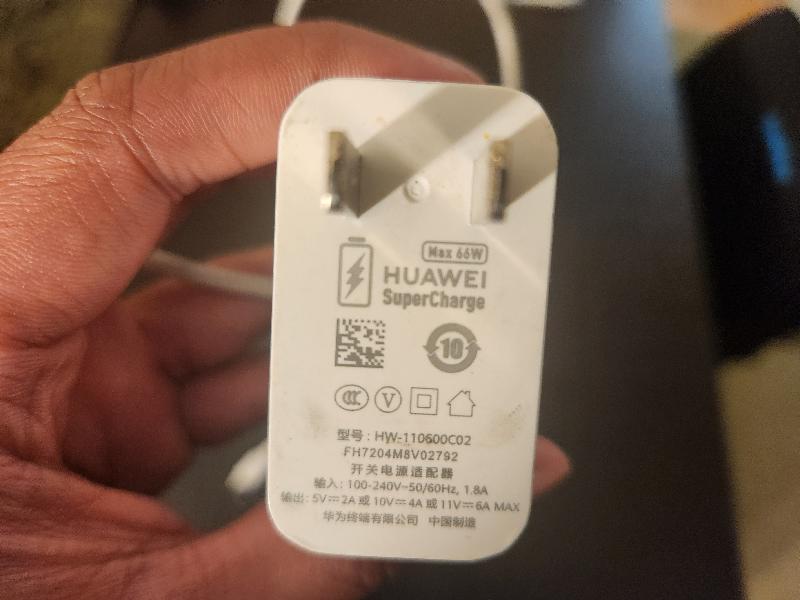 Max 66W
HUAWEI
SuperCharge
10
CCC
V
型号: HW-110600C02
FH7204M8V02792
开关电源适配器
输入: 100-240V~50/60Hz, 1.8A
输出: 5V⎓2A 或 10V⎓4A 或 11V⎓6A MAX
华为终端有限公司 中国制造